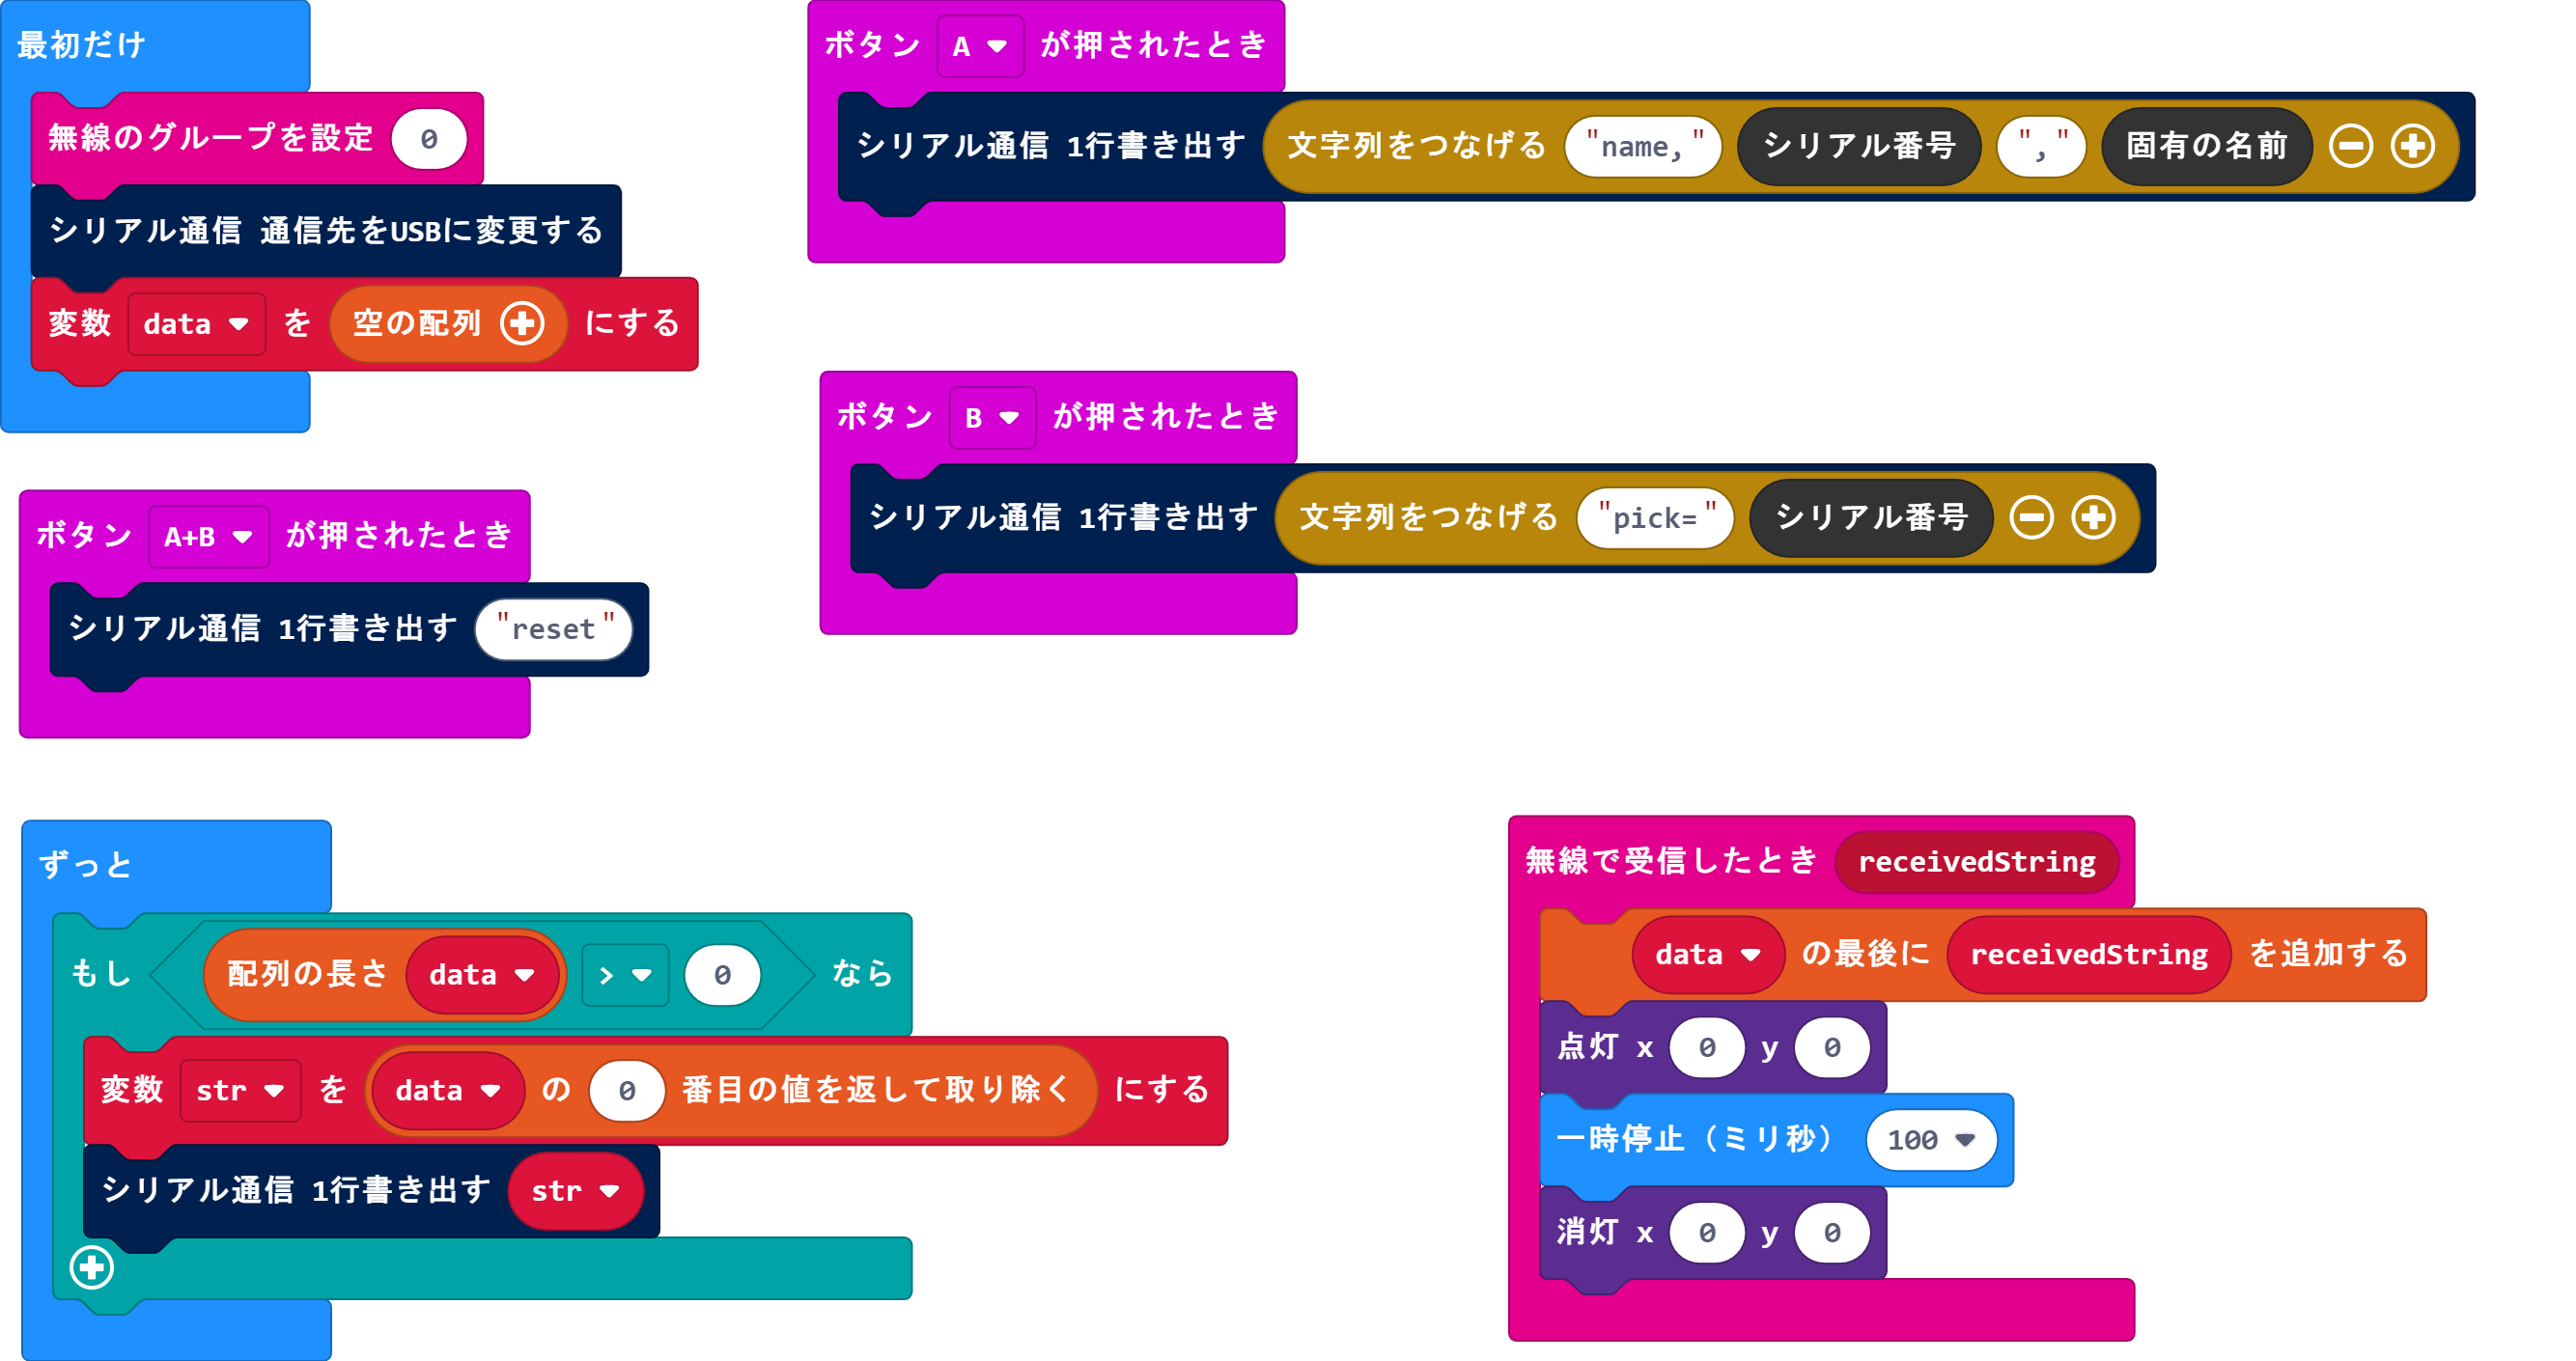 最初だけ
無線のグループを設定 0
シリアル通信 通信先をUSBに変更する
変数 data を 空の配列 にする
ボタン A が押されたとき
シリアル通信 1行書き出す 文字列をつなげる "name," シリアル番号 "," 固有の名前
ボタン B が押されたとき
シリアル通信 1行書き出す 文字列をつなげる "pick=" シリアル番号
ボタン A+B が押されたとき
シリアル通信 1行書き出す "reset"
ずっと
もし 配列の長さ data > 0 なら
変数 str を data の 0 番目の値を返して取り除く にする
シリアル通信 1行書き出す str
無線で受信したとき receivedString
data の最後に receivedString を追加する
点灯 x 0 y 0
一時停止（ミリ秒） 100
消灯 x 0 y 0